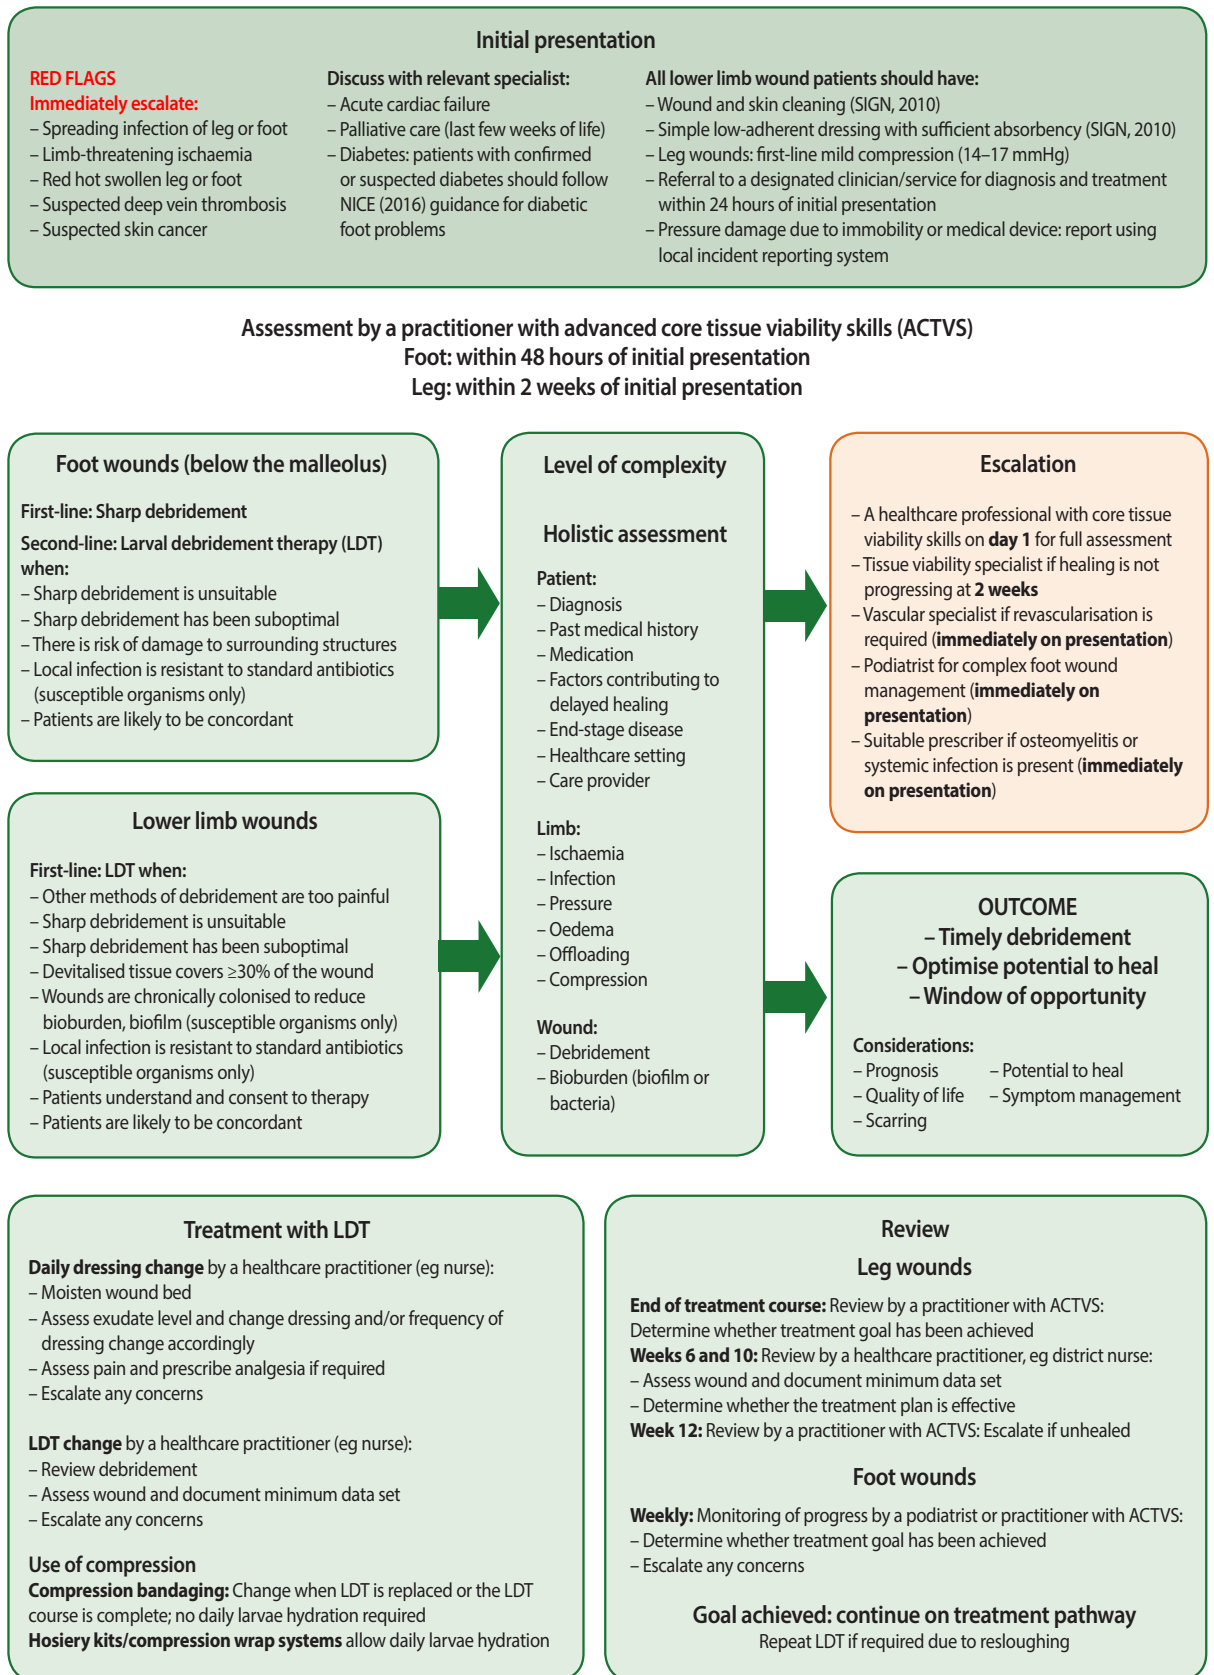 Initial presentation
RED FLAGS
Immediately escalate:
– Spreading infection of leg or foot
– Limb-threatening ischaemia
– Red hot swollen leg or foot
– Suspected deep vein thrombosis
– Suspected skin cancer
Discuss with relevant specialist:
– Acute cardiac failure
– Palliative care (last few weeks of life)
– Diabetes: patients with confirmed
or suspected diabetes should follow
NICE (2016) guidance for diabetic
foot problems
All lower limb wound patients should have:
– Wound and skin cleaning (SIGN, 2010)
– Simple low-adherent dressing with sufficient absorbency (SIGN, 2010)
– Leg wounds: first-line mild compression (14–17 mmHg)
– Referral to a designated clinician/service for diagnosis and treatment
within 24 hours of initial presentation
– Pressure damage due to immobility or medical device: report using
local incident reporting system
Assessment by a practitioner with advanced core tissue viability skills (ACTVS)
Foot: within 48 hours of initial presentation
Leg: within 2 weeks of initial presentation
Foot wounds (below the malleolus)
First-line: Sharp debridement
Second-line: Larval debridement therapy (LDT)
when:
– Sharp debridement is unsuitable
– Sharp debridement has been suboptimal
– There is risk of damage to surrounding structures
– Local infection is resistant to standard antibiotics
(susceptible organisms only)
– Patients are likely to be concordant
Lower limb wounds
First-line: LDT when:
– Other methods of debridement are too painful
– Sharp debridement is unsuitable
– Sharp debridement has been suboptimal
– Devitalised tissue covers ≥30% of the wound
– Wounds are chronically colonised to reduce
bioburden, biofilm (susceptible organisms only)
– Local infection is resistant to standard antibiotics
(susceptible organisms only)
– Patients understand and consent to therapy
– Patients are likely to be concordant
Level of complexity
Holistic assessment
Patient:
– Diagnosis
– Past medical history
– Medication
– Factors contributing to
delayed healing
– End-stage disease
– Healthcare setting
– Care provider
Limb:
– Ischaemia
– Infection
– Pressure
– Oedema
– Offloading
– Compression
Wound:
– Debridement
– Bioburden (biofilm or
bacteria)
Escalation
– A healthcare professional with core tissue
viability skills on day 1 for full assessment
– Tissue viability specialist if healing is not
progressing at 2 weeks
– Vascular specialist if revascularisation is
required (immediately on presentation)
– Podiatrist for complex foot wound
management (immediately on
presentation)
– Suitable prescriber if osteomyelitis or
systemic infection is present (immediately
on presentation)
OUTCOME
– Timely debridement
– Optimise potential to heal
– Window of opportunity
Considerations:
– Prognosis
– Quality of life
– Scarring
– Potential to heal
– Symptom management
Treatment with LDT
Daily dressing change by a healthcare practitioner (eg nurse):
– Moisten wound bed
– Assess exudate level and change dressing and/or frequency of
dressing change accordingly
– Assess pain and prescribe analgesia if required
– Escalate any concerns
LDT change by a healthcare practitioner (eg nurse):
– Review debridement
– Assess wound and document minimum data set
– Escalate any concerns
Use of compression
Compression bandaging: Change when LDT is replaced or the LDT
course is complete; no daily larvae hydration required
Hosiery kits/compression wrap systems allow daily larvae hydration
Review
Leg wounds
End of treatment course: Review by a practitioner with ACTVS:
Determine whether treatment goal has been achieved
Weeks 6 and 10: Review by a healthcare practitioner, eg district nurse:
– Assess wound and document minimum data set
– Determine whether the treatment plan is effective
Week 12: Review by a practitioner with ACTVS: Escalate if unhealed
Foot wounds
Weekly: Monitoring of progress by a podiatrist or practitioner with ACTVS:
– Determine whether treatment goal has been achieved
– Escalate any concerns
Goal achieved: continue on treatment pathway
Repeat LDT if required due to resloughing